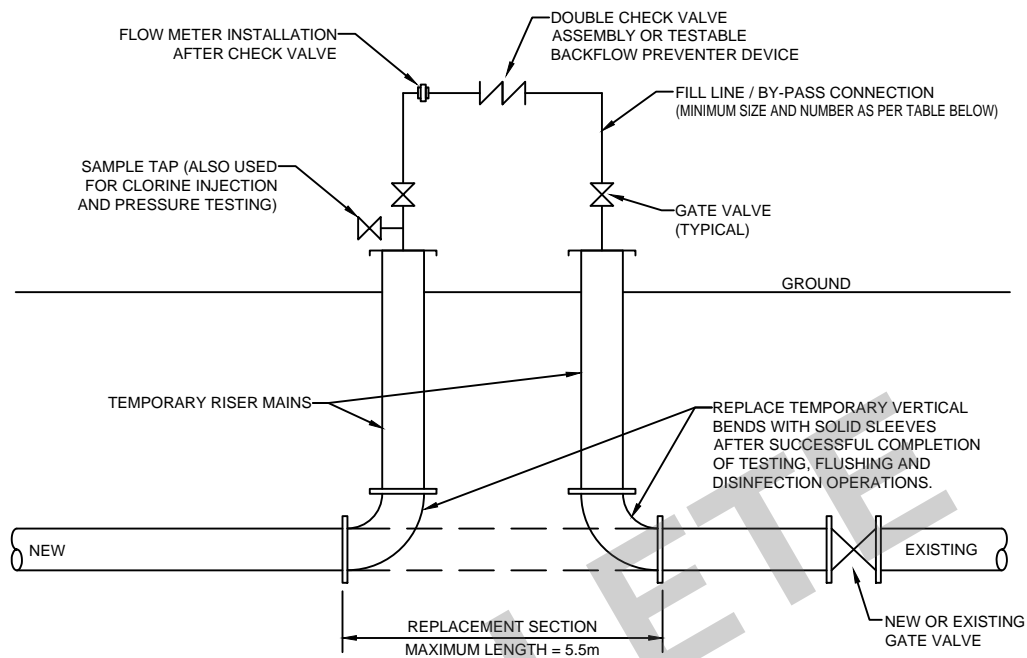 DOUBLE CHECK VALVE
ASSEMBLY OR TESTABLE
BACKFLOW PREVENTER DEVICE
FLOW METER INSTALLATION
AFTER CHECK VALVE
FILL LINE / BY-PASS CONNECTION
(MINIMUM SIZE AND NUMBER AS PER TABLE BELOW)
SAMPLE TAP (ALSO USED
FOR CLORINE INJECTION
AND PRESSURE TESTING)
GATE VALVE
(TYPICAL)
GROUND
TEMPORARY RISER MAINS
REPLACE TEMPORARY VERTICAL
BENDS WITH SOLID SLEEVES
AFTER SUCCESSFUL COMPLETION
OF TESTING, FLUSHING AND
DISINFECTION OPERATIONS.
NEW
EXISTING
REPLACEMENT SECTION
MAXIMUM LENGTH = 5.5m
NEW OR EXISTING
GATE VALVE
LETE